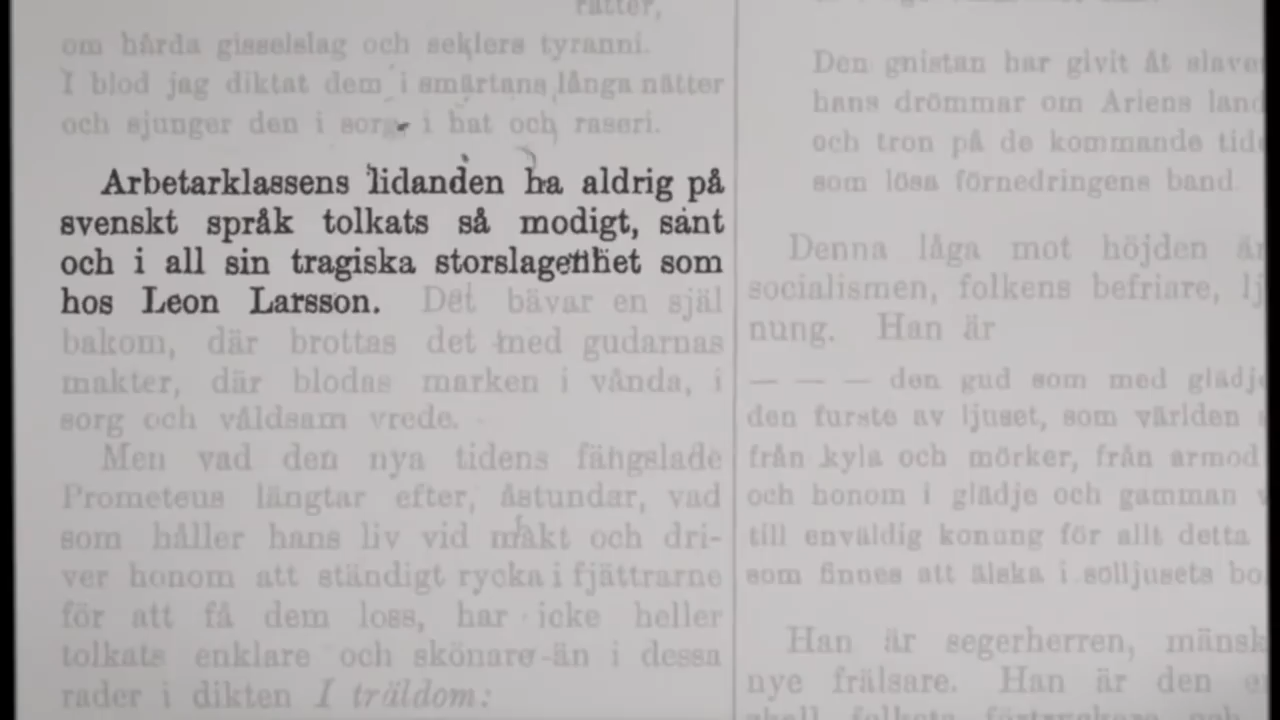 rätter,
om hårda gisselslag och seklers tyranni.
I blod jag diktat dem i smärtans långa nätter
och sjunger den i sorg i hat och raseri.
Arbetarklassens lidanden ha aldrig på
svenskt språk tolkats så modigt, sant
och i all sin tragiska storslagenhet som
hos Leon Larsson. Det bävar en själ
bakom, där brottas det med gudarnas
makter, där blodas marken i vånda, i
sorg och våldsam vrede.
Men vad den nya tidens fängslade
Prometeus längtar efter, åstundar, vad
som håller hans liv vid makt och dri-
ver honom att ständigt rycka i fjättrarne
för att få dem loss, har icke heller
tolkats enklare och skönare än i dessa
rader i dikten I träldom:
Den gnistan har givit åt
hans drömmar om Ariens land
och tron på de kommande
som lösa förnedringens band.
Denna låga mot höjden är
socialismen, folkens befriare,
nung. Han är
— — — den gud som med
den furste av ljuset, som världen
från kyla och mörker, från armod
och honom i glädje och gamman
till enväldig konung för allt detta
som finnes att älska i solljusets
Han är segerherren,
nye frälsare. Han är den
skall folkets förtryckare och